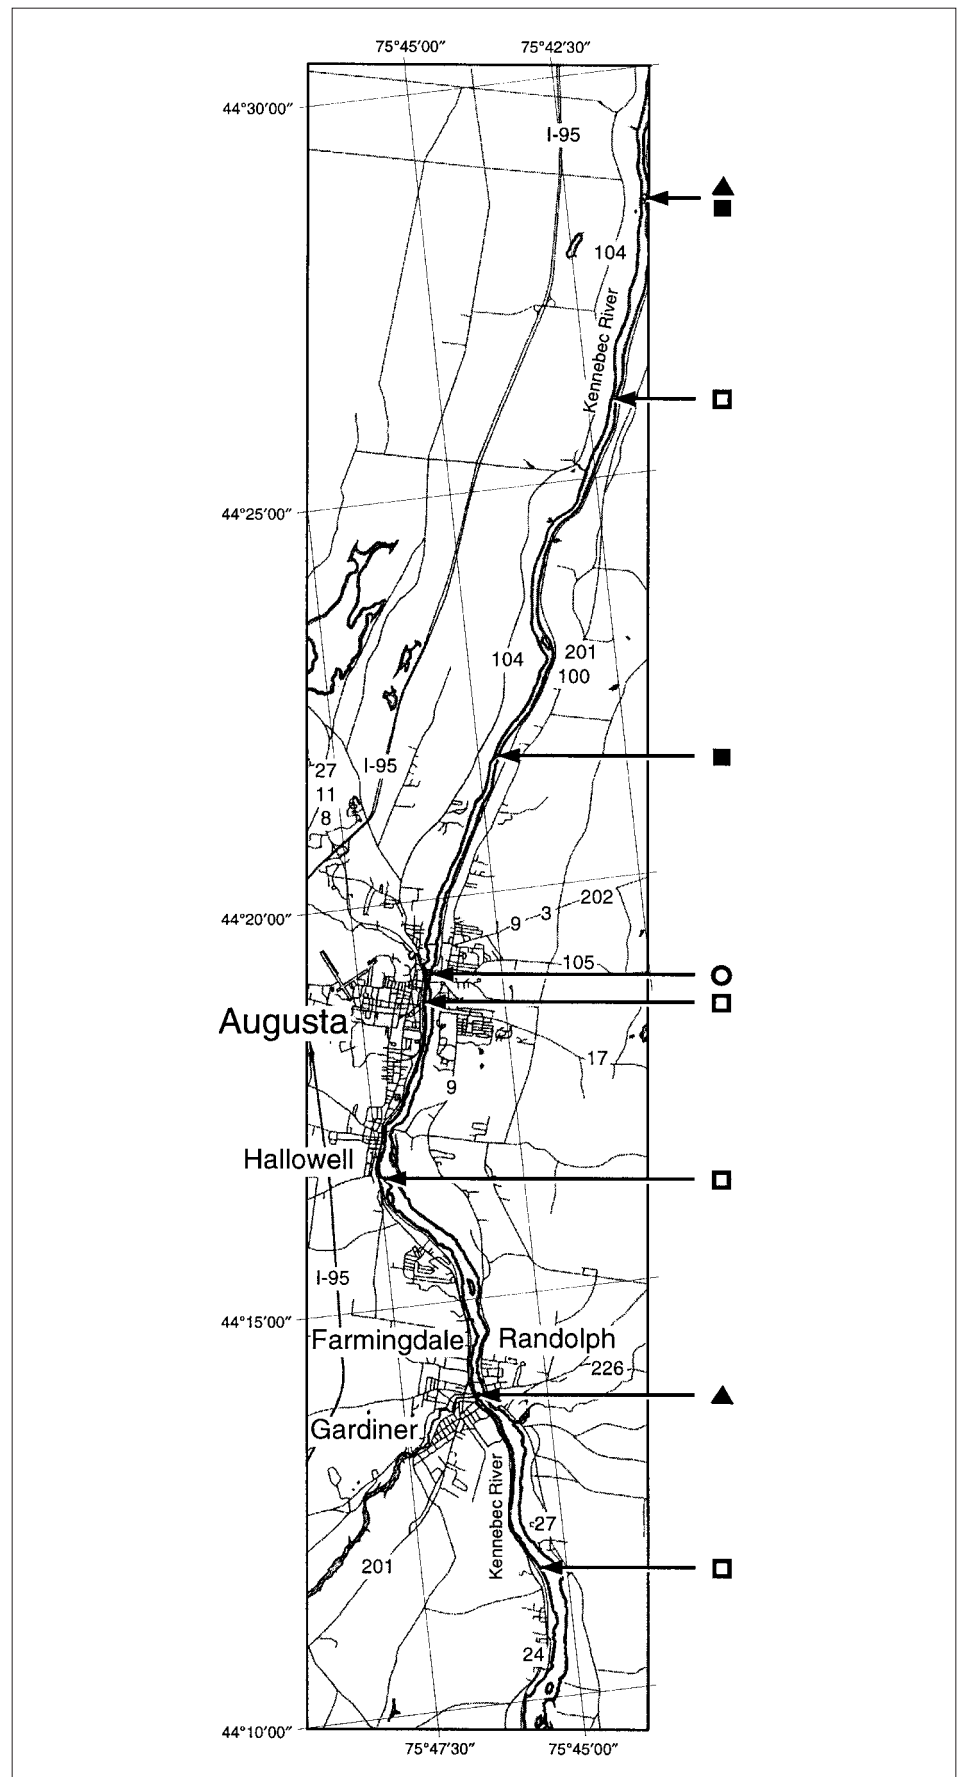 75°45′00″
75°42′30″
44°30′00″
I-95
104
Kennebec River
44°25′00″
104
201
100
27
11
8
I-95
202
3
9
44°20′00″
105
Augusta
17
9
Hallowell
I-95
44°15′00″
Farmingdale
Randolph
226
Gardiner
Kennebec River
27
201
24
44°10′00″
75°47′30″
75°45′00″